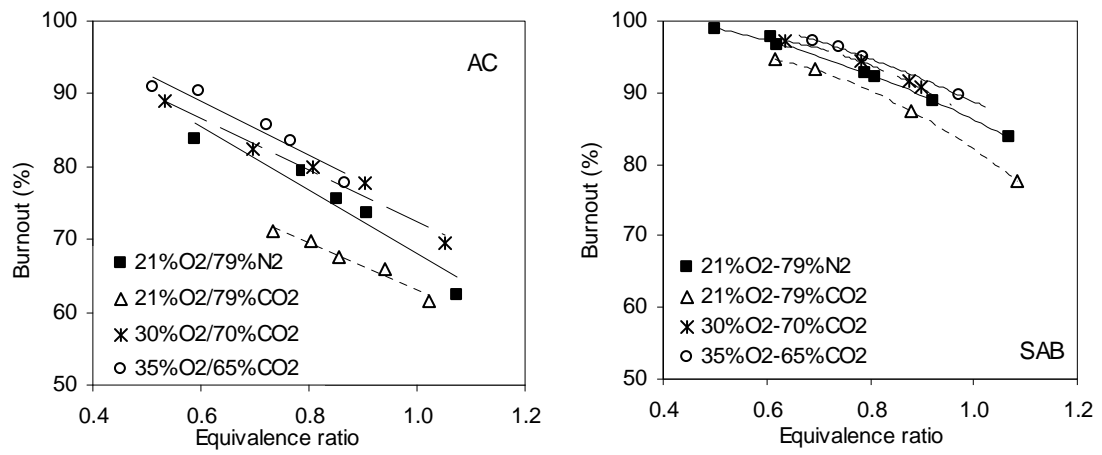 100
90
80
70
60
50
Burnout (%)
AC
21%O2/79%N2
21%O2/79%CO2
30%O2/70%CO2
35%O2/65%CO2
0.4 0.6 0.8 1.0 1.2
Equivalence ratio
100
90
80
70
60
50
Burnout (%)
21%O2-79%N2
21%O2-79%CO2
30%O2-70%CO2
35%O2-65%CO2
SAB
0.4 0.6 0.8 1.0 1.2
Equivalence ratio